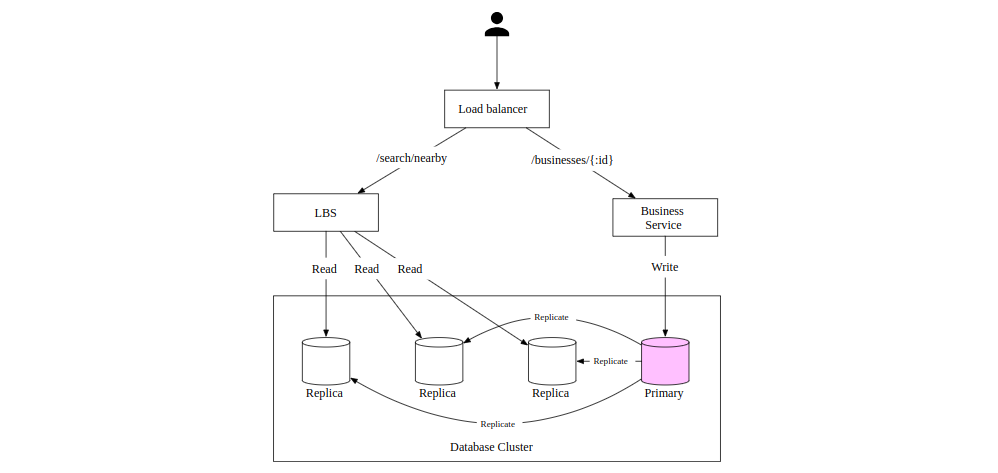 Load balancer
/search/nearby
/businesses/{:id}
LBS
Business
Service
Read
Read
Read
Write
Replicate
Replicate
Replica
Replica
Replica
Primary
Replicate
Database Cluster